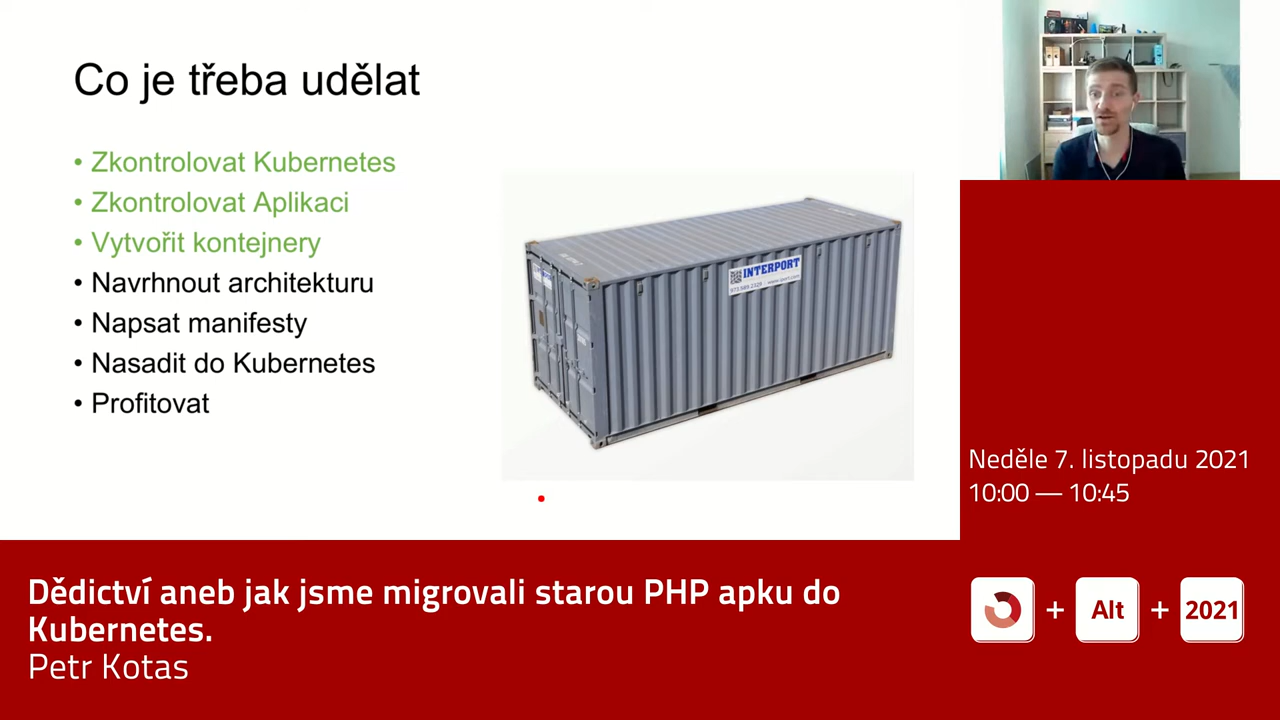 Co je třeba udělat
• Zkontrolovat Kubernetes
• Zkontrolovat Aplikaci
• Vytvořit kontejnery
• Navrhnout architekturu
• Napsat manifesty
• Nasadit do Kubernetes
• Profitovat
INTERPORT
Neděle 7. listopadu 2021
10:00 — 10:45
Dědictví aneb jak jsme migrovali starou PHP apku do
Kubernetes.
Petr Kotas
+ Alt + 2021